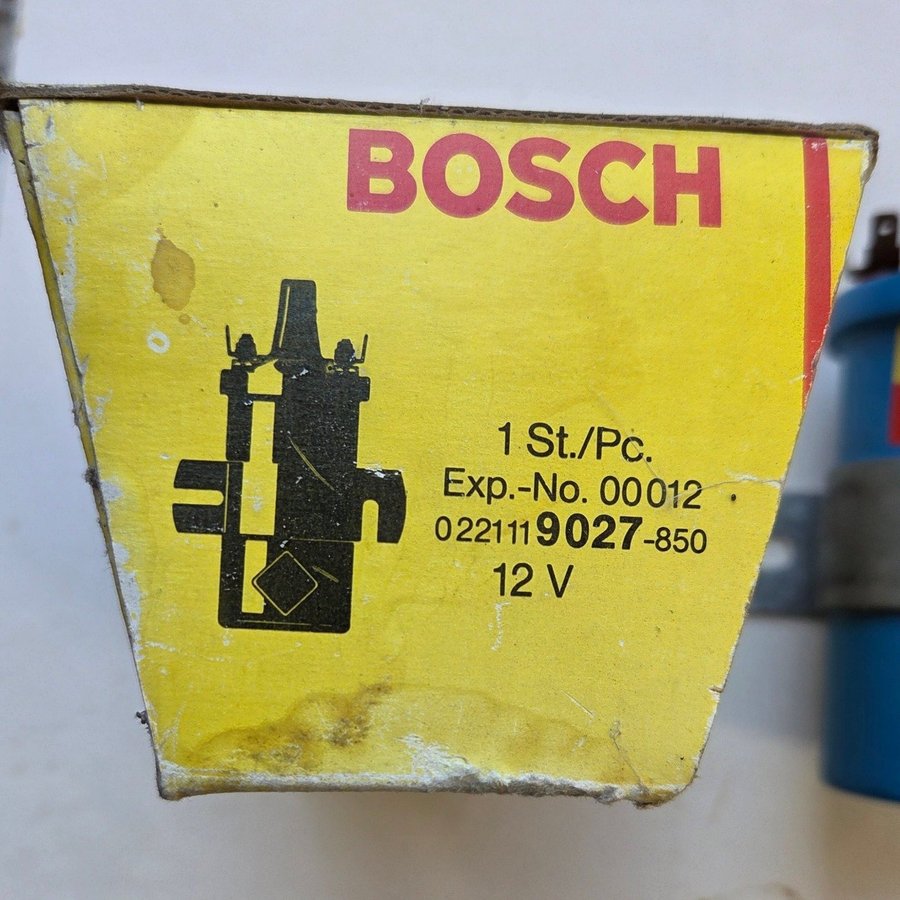 BOSCH
1 St./Pc.
Exp.-No. 00012
0 221 119 027-850
12 V